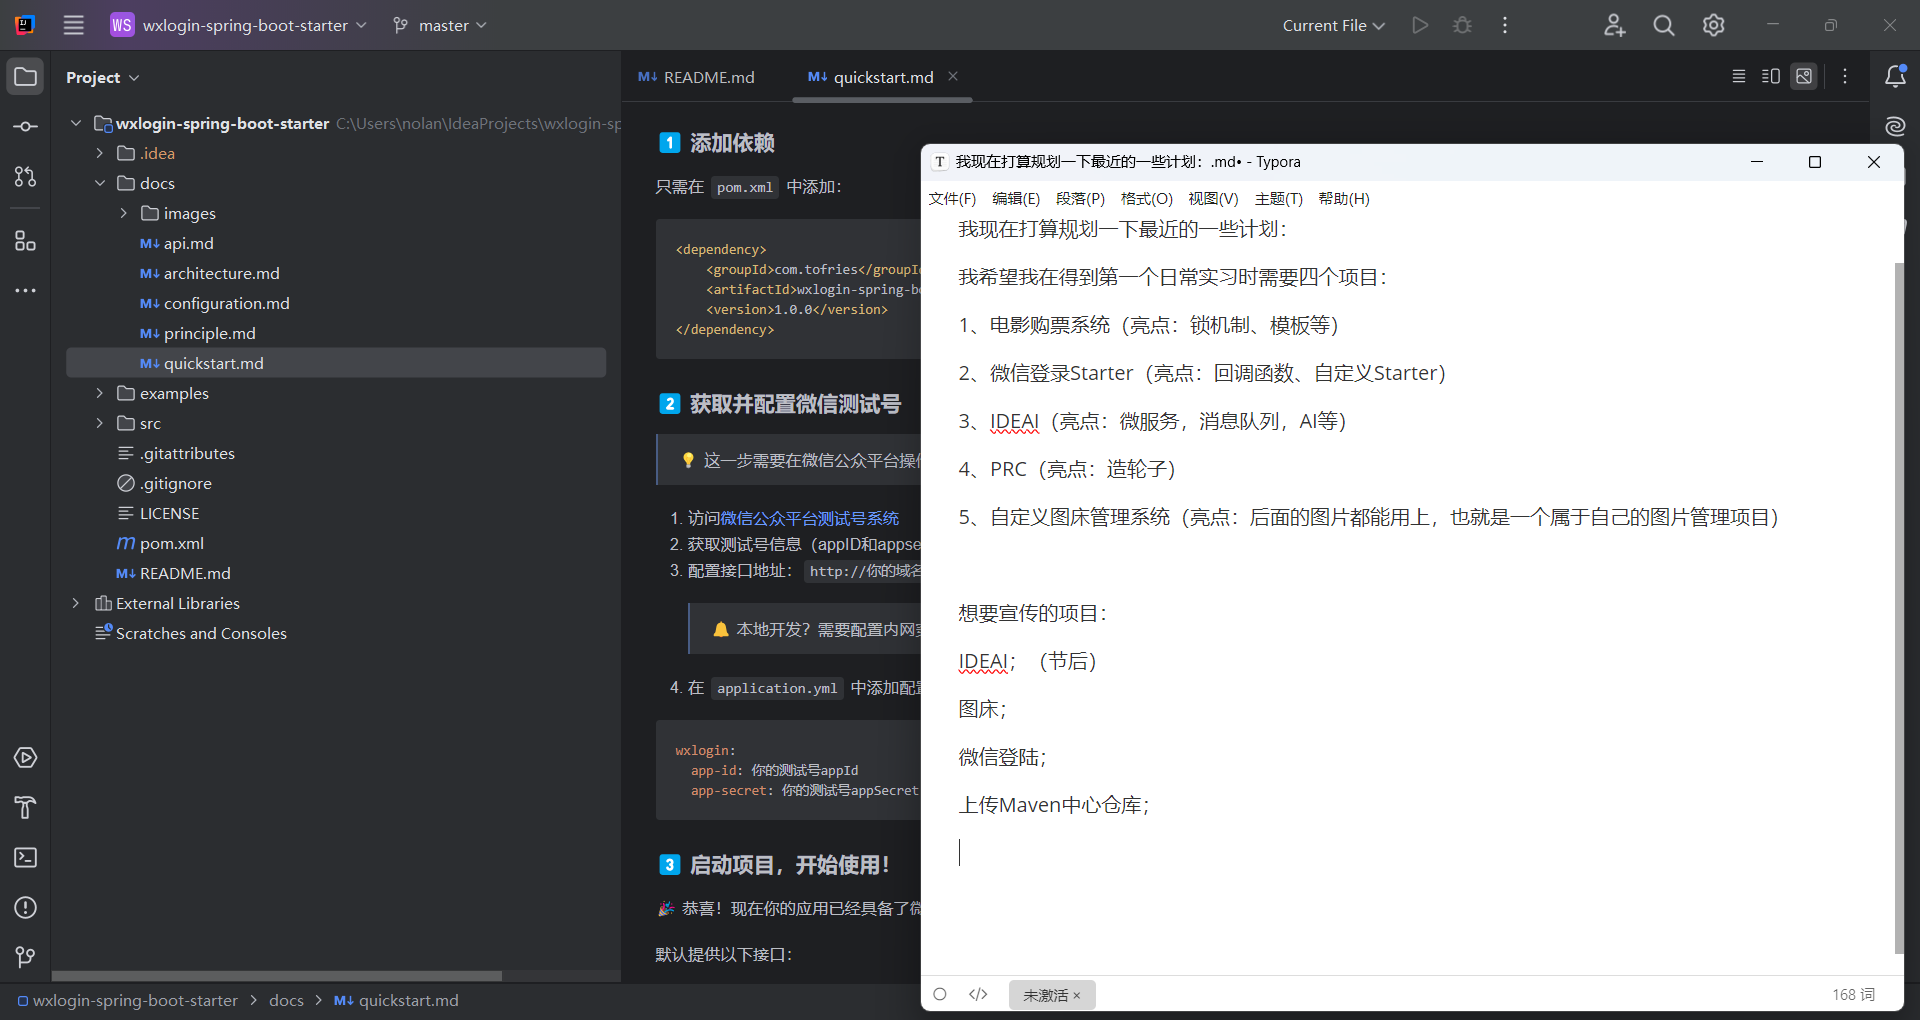 WS wxlogin-spring-boot-starter master Current File
Project
wxlogin-spring-boot-starter C:\Users\nolan\IdeaProjects\wxlogin-sp
.idea
docs
images
M↓ api.md
M↓ architecture.md
M↓ configuration.md
M↓ principle.md
M↓ quickstart.md
examples
src
.gitattributes
.gitignore
LICENSE
m pom.xml
M↓ README.md
External Libraries
Scratches and Consoles
M↓ README.md
M↓ quickstart.md
1 添加依赖
只需在 pom.xml 中添加：
<dependency>
<groupId>com.tofries</groupI
<artifactId>wxlogin-spring-b
<version>1.0.0</version>
</dependency>
2 获取并配置微信测试号
💡 这一步需要在微信公众平台操
1. 访问微信公众平台测试号系统
2. 获取测试号信息（appID和appse
3. 配置接口地址： http://你的域名
🔔 本地开发？需要配置内网
4. 在 application.yml 中添加配置
wxlogin:
app-id: 你的测试号appId
app-secret: 你的测试号appSecret
3 启动项目，开始使用！
🎉 恭喜！现在你的应用已经具备了微
默认提供以下接口：
T 我现在打算规划一下最近的一些计划：.md• - Typora
文件(F) 编辑(E) 段落(P) 格式(O) 视图(V) 主题(T) 帮助(H)
我现在打算规划一下最近的一些计划：
我希望我在得到第一个日常实习时需要四个项目：
1、电影购票系统（亮点：锁机制、模板等）
2、微信登录Starter（亮点：回调函数、自定义Starter）
3、IDEAI（亮点：微服务，消息队列，AI等）
4、PRC（亮点：造轮子）
5、自定义图床管理系统（亮点：后面的图片都能用上，也就是一个属于自己的图片管理项目）
想要宣传的项目：
IDEAI；（节后）
图床；
微信登陆；
上传Maven中心仓库；
</> 未激活 × 168 词
wxlogin-spring-boot-starter > docs > M↓ quickstart.md